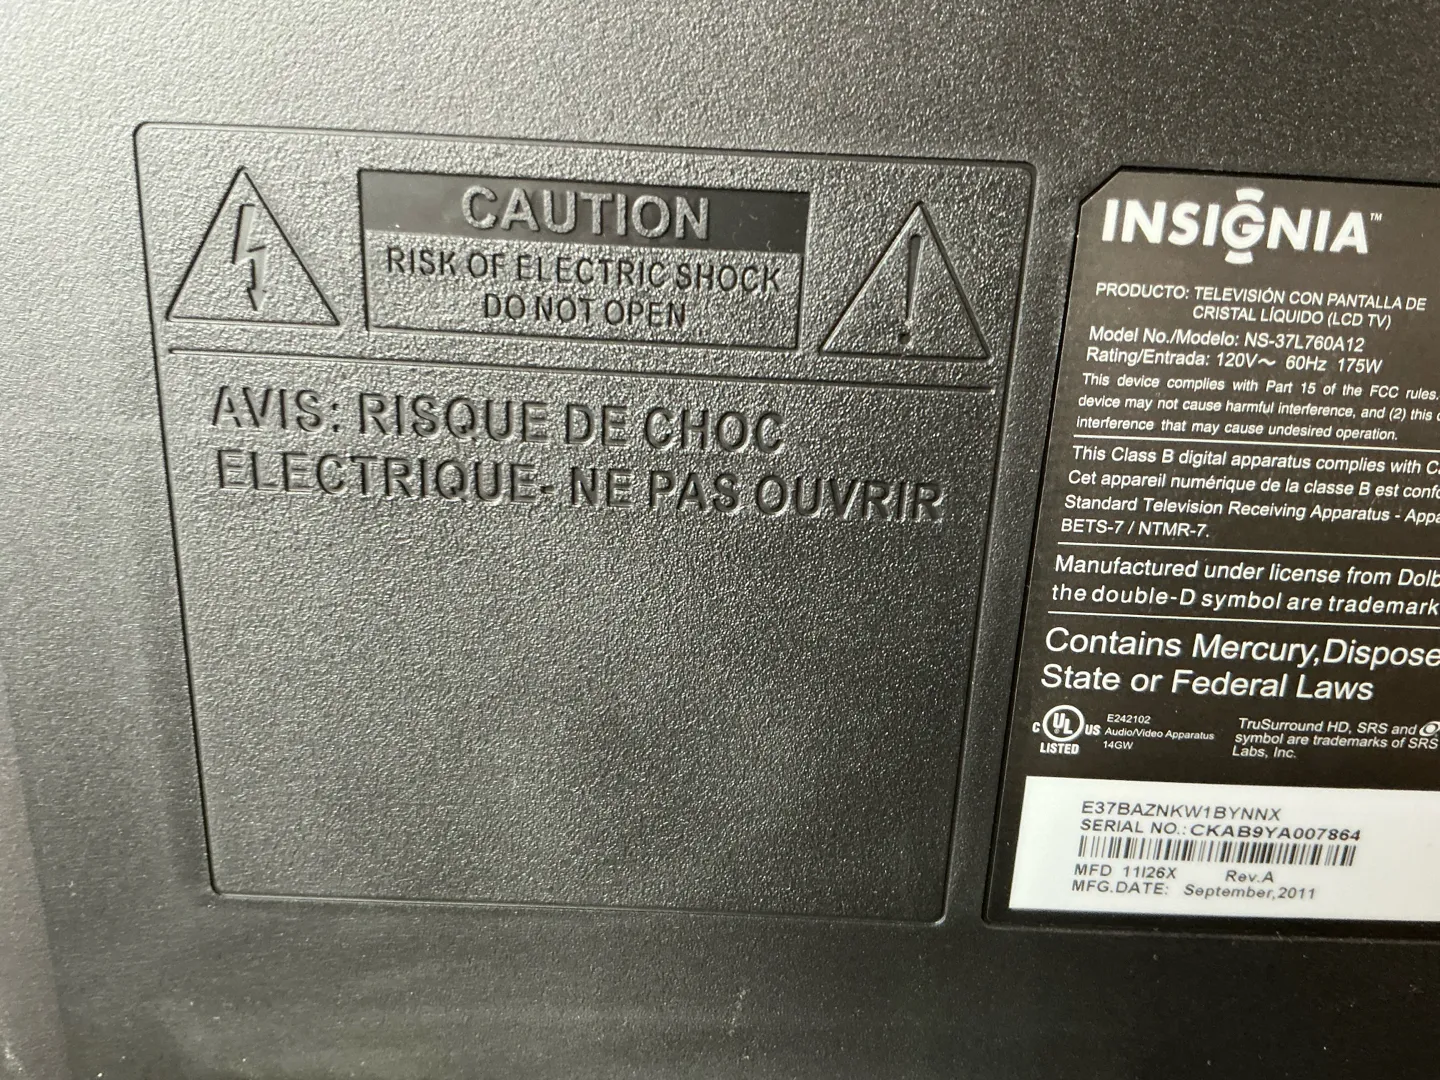 CAUTION
RISK OF ELECTRIC SHOCK
DO NOT OPEN
AVIS: RISQUE DE CHOC
ELECTRIQUE- NE PAS OUVRIR
INSIGNIA™
PRODUCTO: TELEVISIÓN CON PANTALLA DE
CRISTAL LÍQUIDO (LCD TV)
Model No./Modelo: NS-37L760A12
Rating/Entrada: 120V～ 60Hz 175W
This device complies with Part 15 of the FCC rules.
device may not cause harmful interference, and (2) this
interference that may cause undesired operation.
This Class B digital apparatus complies with
Cet appareil numérique de la classe B est
Standard Television Receiving Apparatus -
BETS-7 / NTMR-7.
Manufactured under license from
the double-D symbol are
Contains Mercury,Dispose
State or Federal Laws
C UL US
LISTED
E242102
Audio/Video Apparatus
14GW
TruSurround HD, SRS and
symbol are trademarks of SRS
Labs, Inc.
E37BAZNKW1BYNNX
SERIAL NO.: CKAB9YA007864
MFD 11I26X Rev.A
MFG.DATE: September,2011